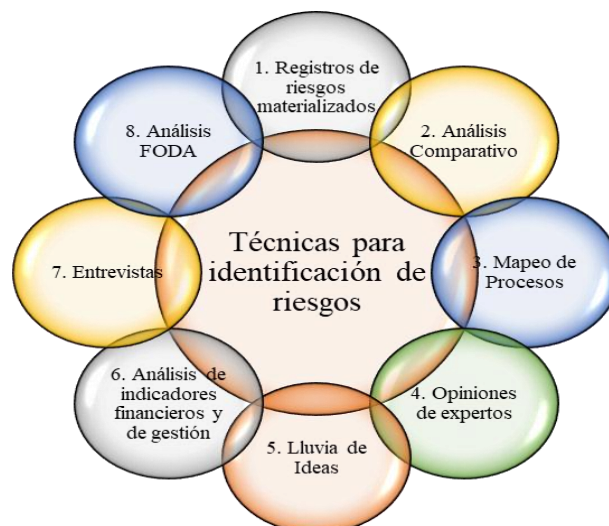 1. Registros de
riesgos
materializados
2. Análisis
Comparativo
3. Mapeo de
Procesos
4. Opiniones
de expertos
5. Lluvia de
Ideas
6. Análisis de
indicadores
financieros y
de gestión
7. Entrevistas
8. Análisis
FODA
Técnicas para
identificación de
riesgos